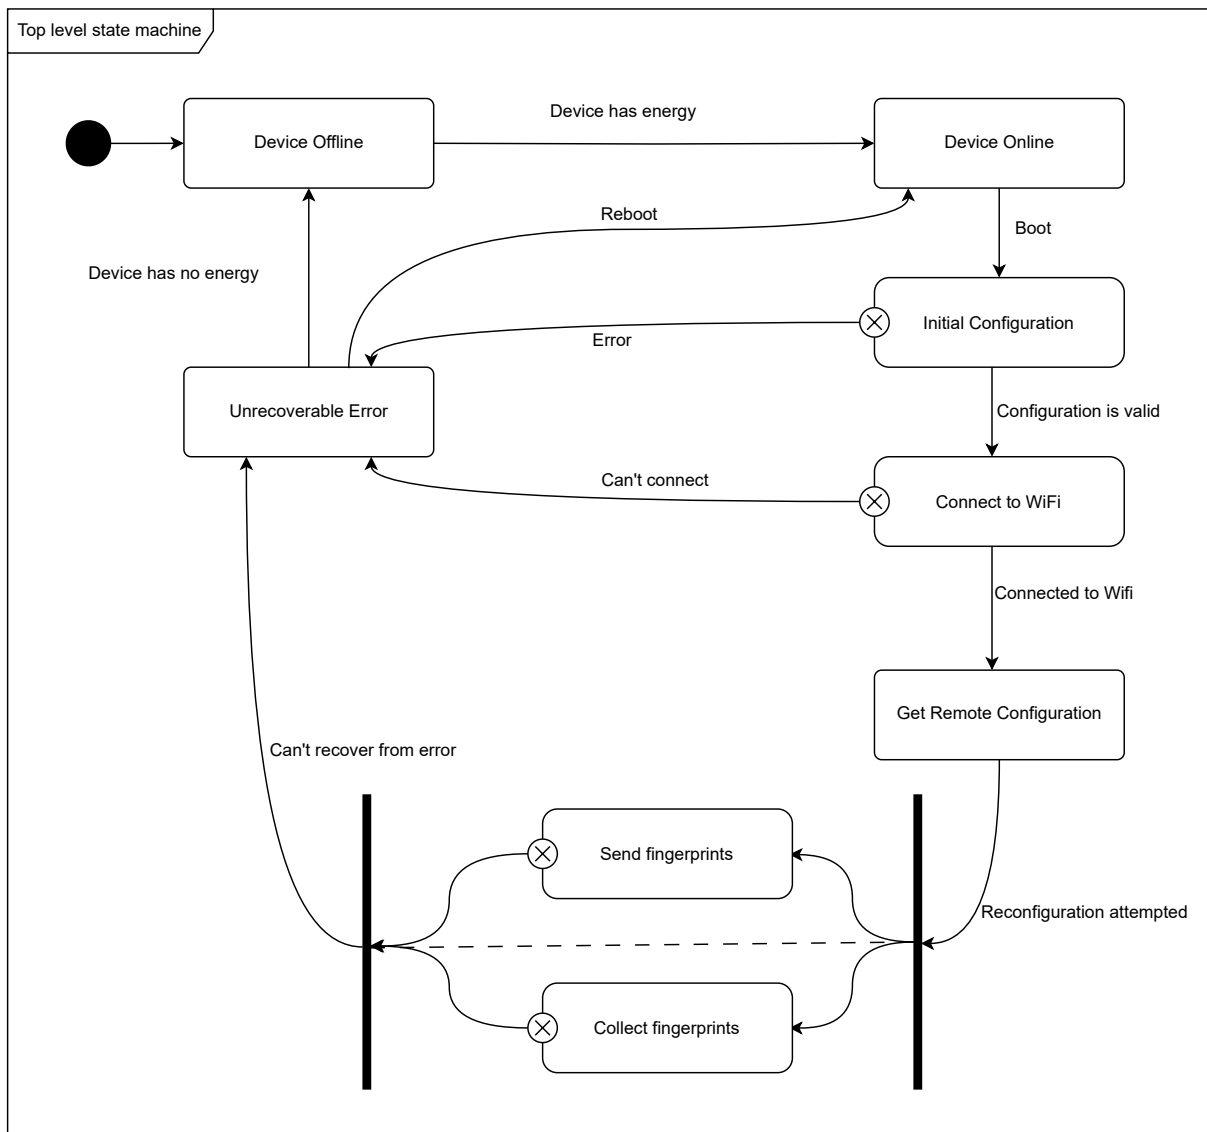 Top level state machine
Device has energy
Device Offline
Device Online
Reboot
Boot
Device has no energy
Initial Configuration
Error
Unrecoverable Error
Configuration is valid
Can't connect
Connect to WiFi
Connected to Wifi
Get Remote Configuration
Can't recover from error
Send fingerprints
Reconfiguration attempted
Collect fingerprints